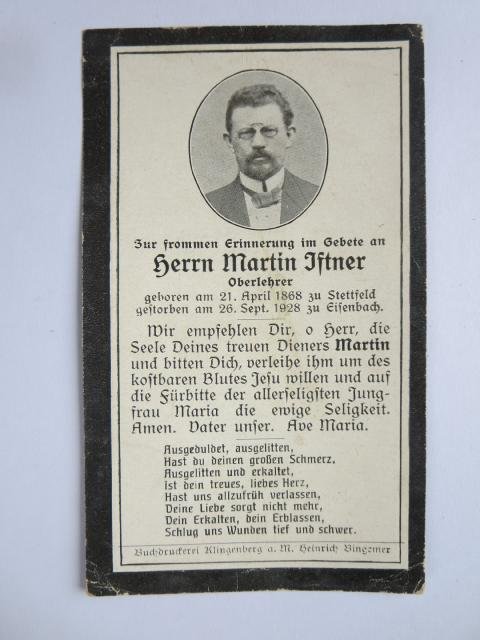 Zur frommen Erinnerung im Gebete an
Herrn Martin Iſtner
Oberlehrer
geboren am 21. April 1868 zu Stettfeld
geſtorben am 26. Sept. 1928 zu Eiſenbach.
Wir empfehlen Dir, o Herr, die
Seele Deines treuen Dieners Martin
und bitten Dich, verleihe ihm um des
koſtbaren Blutes Jeſu willen und auf
die Fürbitte der allerſeligſten Jung-
frau Maria die ewige Seligkeit.
Amen. Vater unſer. Ave Maria.
Ausgeduldet, ausgelitten,
Haſt du deinen großen Schmerz,
Ausgelitten und erkaltet,
Iſt dein treues, liebes Herz,
Haſt uns allzufrüh verlaſſen,
Deine Liebe ſorgt nicht mehr,
Dein Erkalten, dein Erblaſſen,
Schlug uns Wunden tief und ſchwer.
Buchdruckerei Klingenberg a. M. Heinrich Bingemer